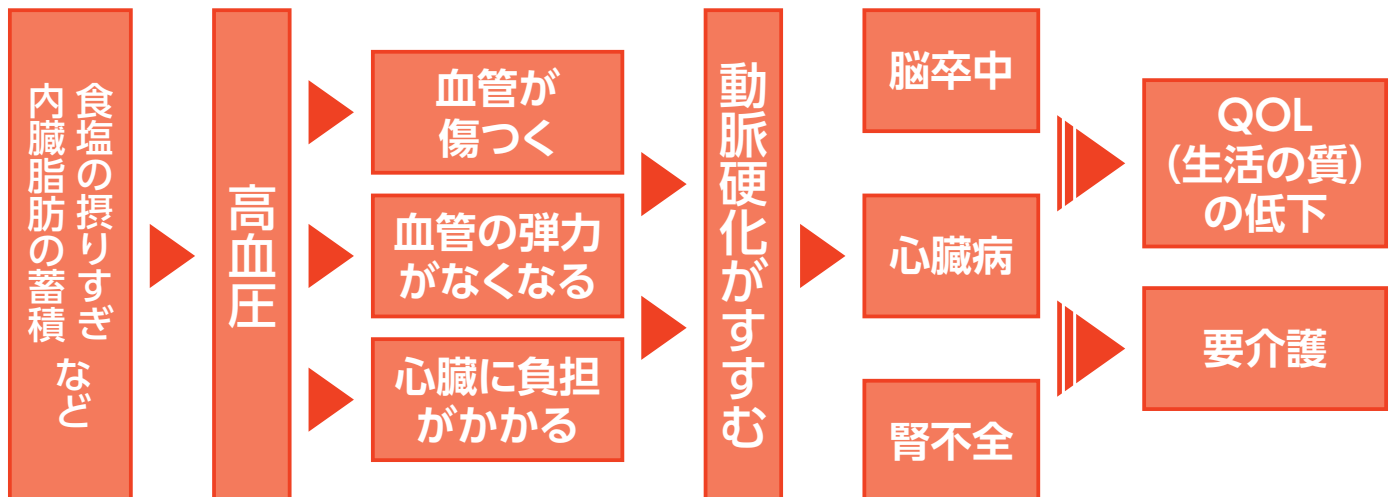 食塩の摂りすぎ
内臓脂肪の蓄積
など
高血圧
血管が
傷つく
血管の弾力
がなくなる
心臓に負担
がかかる
動脈硬化がすすむ
脳卒中
心臓病
腎不全
QOL
(生活の質)
の低下
要介護